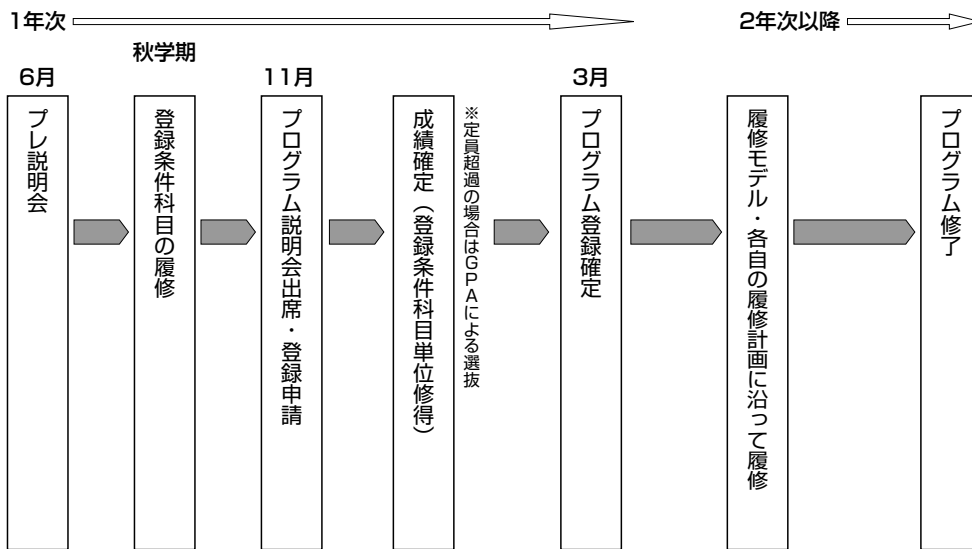 1年次
2年次以降
秋学期
6月
11月
3月
プレ説明会
登録条件科目の履修
プログラム説明会出席・登録申請
成績確定（登録条件科目単位修得）
※定員超過の場合はGPAによる選抜
プログラム登録確定
履修モデル・各自の履修計画に沿って履修
プログラム修了